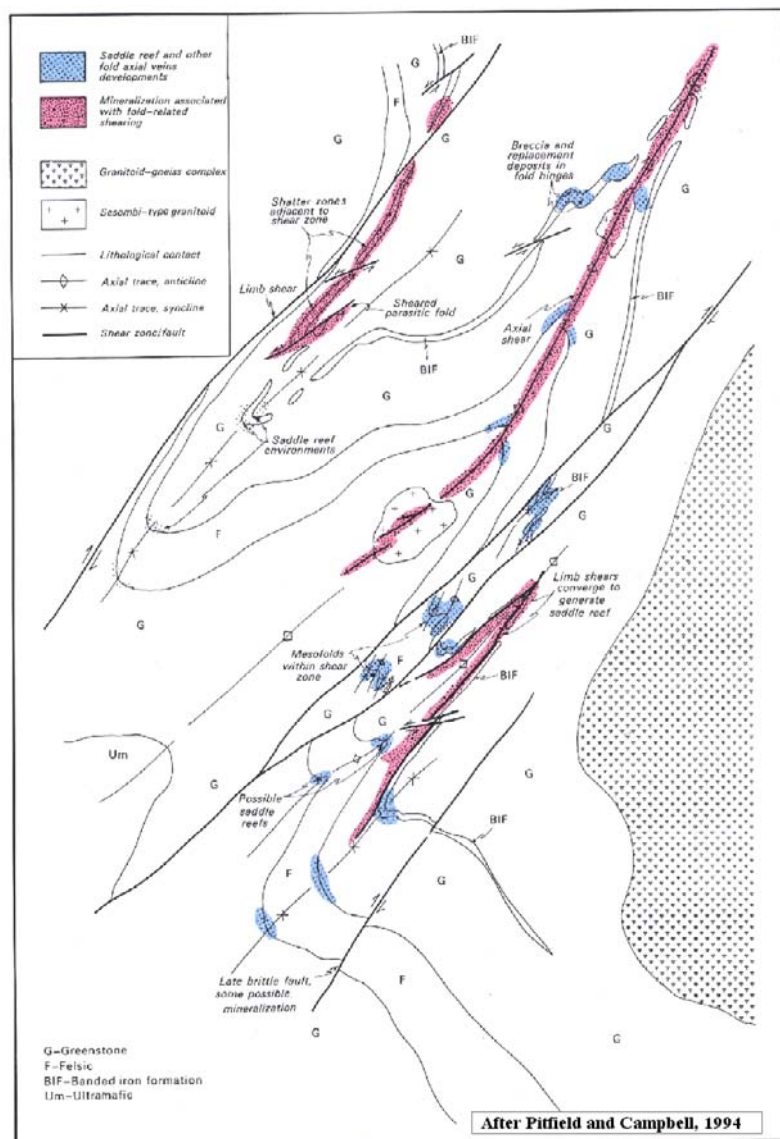 Saddle reef and other
fold axial veins
developments
Mineralization associated
with fold-related
shearing
Granitoid-gneiss complex
Sesombi-type granitoid
Lithological contact
Axial trace, anticline
Axial trace, syncline
Shear zone/fault
BIF
G
F
G
G
G
Breccia and
replacement
deposits in
fold hinges
G
Shatter zones
adjacent to
shear zone
G
Limb shear
Sheared
parasitic fold
BIF
Axial
shear
G
BIF
G
G
Saddle reef
environments
G
F
G
BIF
G
G
G
Limb shears
converge to
generate
saddle reef
Mesofolds
within shear
zone
F
BIF
G
G
Um
G
G
Possible
saddle
reefs
BIF
F
G
Late brittle fault,
some possible
mineralization
F
G
G
G-Greenstone
F-Felsic
BIF-Banded iron formation
Um-Ultramafic
After Pitfield and Campbell, 1994